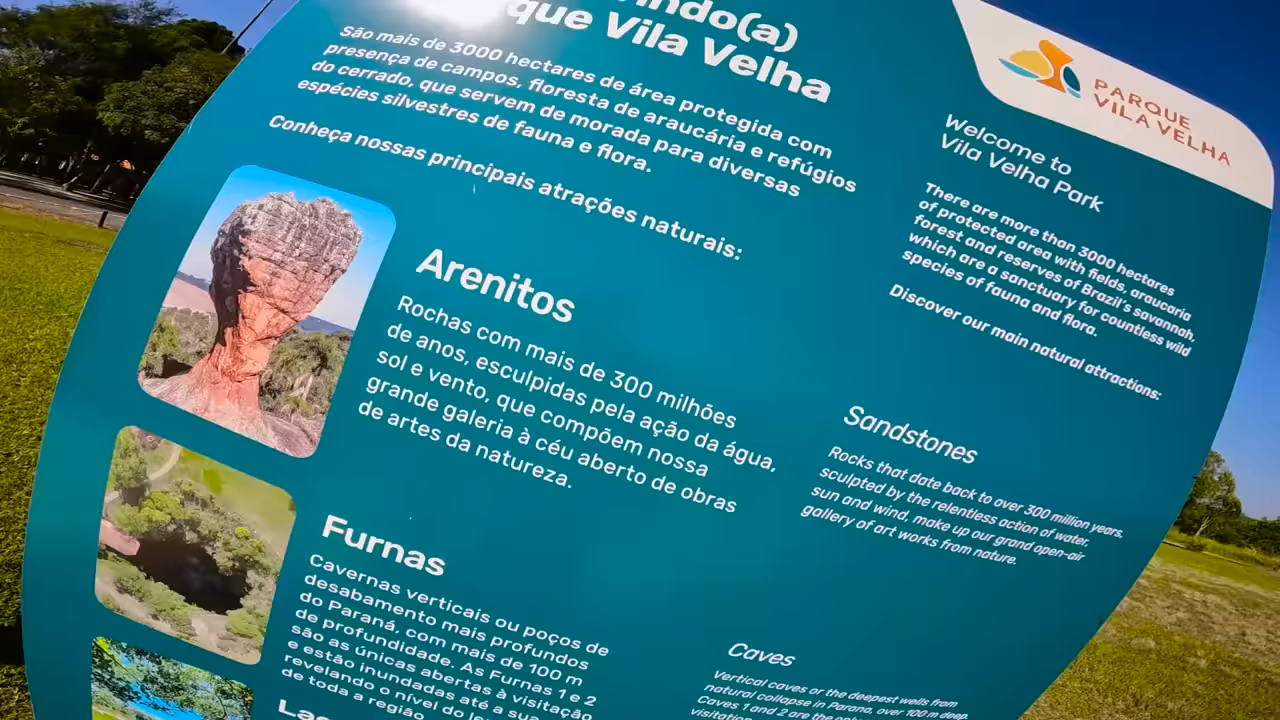 que Vila Velha
São mais de 3000 hectares de área protegida com
presença de campos, floresta de araucária e refúgios
do cerrado, que servem de morada para diversas
espécies silvestres de fauna e flora.
Conheça nossas principais atrações naturais:
Arenitos
Rochas com mais de 300 milhões
de anos, esculpidas pela ação da água,
sol e vento, que compõem nossa
grande galeria à céu aberto de obras
de artes da natureza.
Furnas
Cavernas verticais ou poços de
desabamento mais profundos
do Paraná, com mais de 100 m
de profundidade. As Furnas 1 e 2
são as únicas abertas à visitação
e estão inundadas até a sua
revelando o nível do
de toda a região
PARQUE
VILA VELHA
Welcome to
Vila Velha Park
There are more than 3000 hectares
of protected area with fields, araucaria
forest and reserves of Brazil's savannah,
which are a sanctuary for countless wild
species of fauna and flora.
Discover our main natural attractions:
Sandstones
Rocks that date back to over 300 million years,
sculpted by the relentless action of water,
sun and wind, make up our grand open-air
gallery of art works from nature.
Caves
Vertical caves or the deepest wells from
natural collapse in Parana, over 100 m deep.
Caves 1 and 2 are the